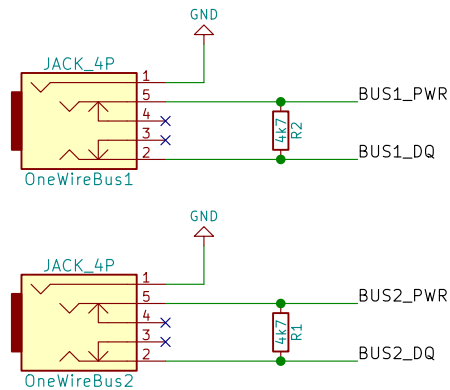 GND
JACK_4P
1
5
BUS1_PWR
4
4k7
R2
3
2
BUS1_DQ
OneWireBus1
GND
JACK_4P
1
5
BUS2_PWR
4
4k7
R1
3
2
BUS2_DQ
OneWireBus2